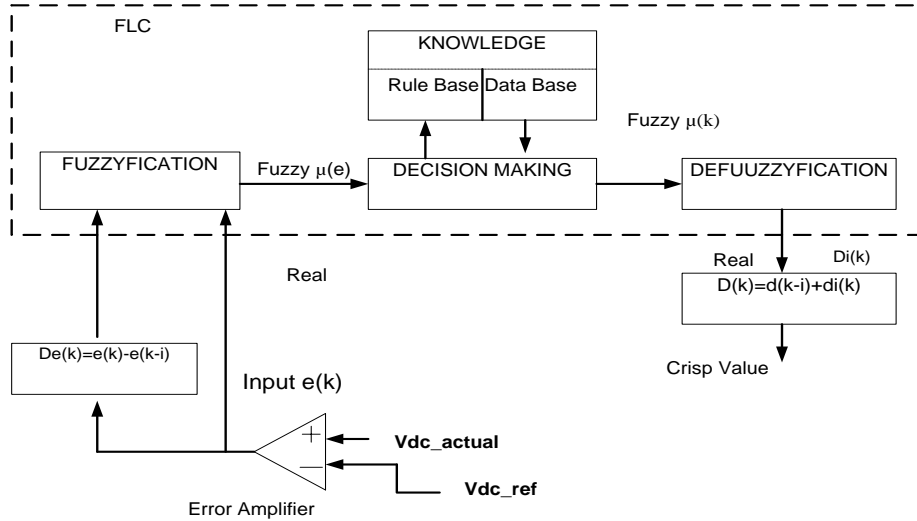 FLC
KNOWLEDGE
Rule Base
Data Base
Fuzzy μ(k)
FUZZYFICATION
Fuzzy μ(e)
DECISION MAKING
DEFUUZZYFICATION
Real
Real
Di(k)
D(k)=d(k-i)+di(k)
De(k)=e(k)-e(k-i)
Crisp Value
Input e(k)
+
Vdc_actual
—
Vdc_ref
Error Amplifier